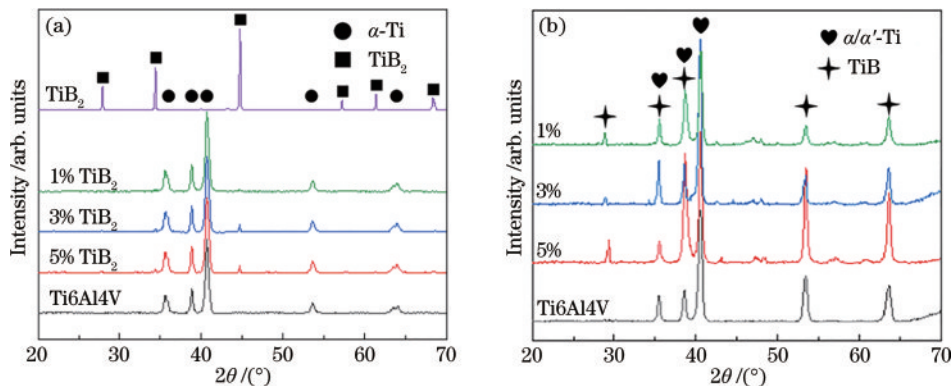 (a)
α-Ti
TiB₂
TiB₂
1% TiB₂
3% TiB₂
5% TiB₂
Ti6Al4V
Intensity /arb. units
20 30 40 50 60 70
2θ /(°)
(b)
α/α′-Ti
TiB
1%
3%
5%
Ti6Al4V
Intensity /arb. units
20 30 40 50 60 70
2θ /(°)